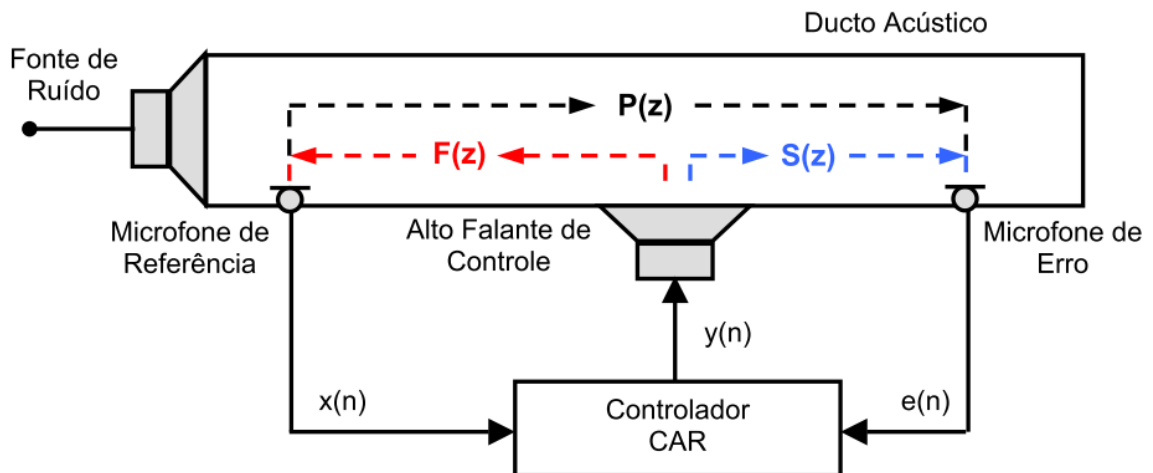 Ducto Acústico
Fonte de
Ruído
P(z)
F(z)
S(z)
Microfone de
Referência
Alto Falante de
Controle
Microfone de
Erro
y(n)
x(n)
e(n)
Controlador
CAR